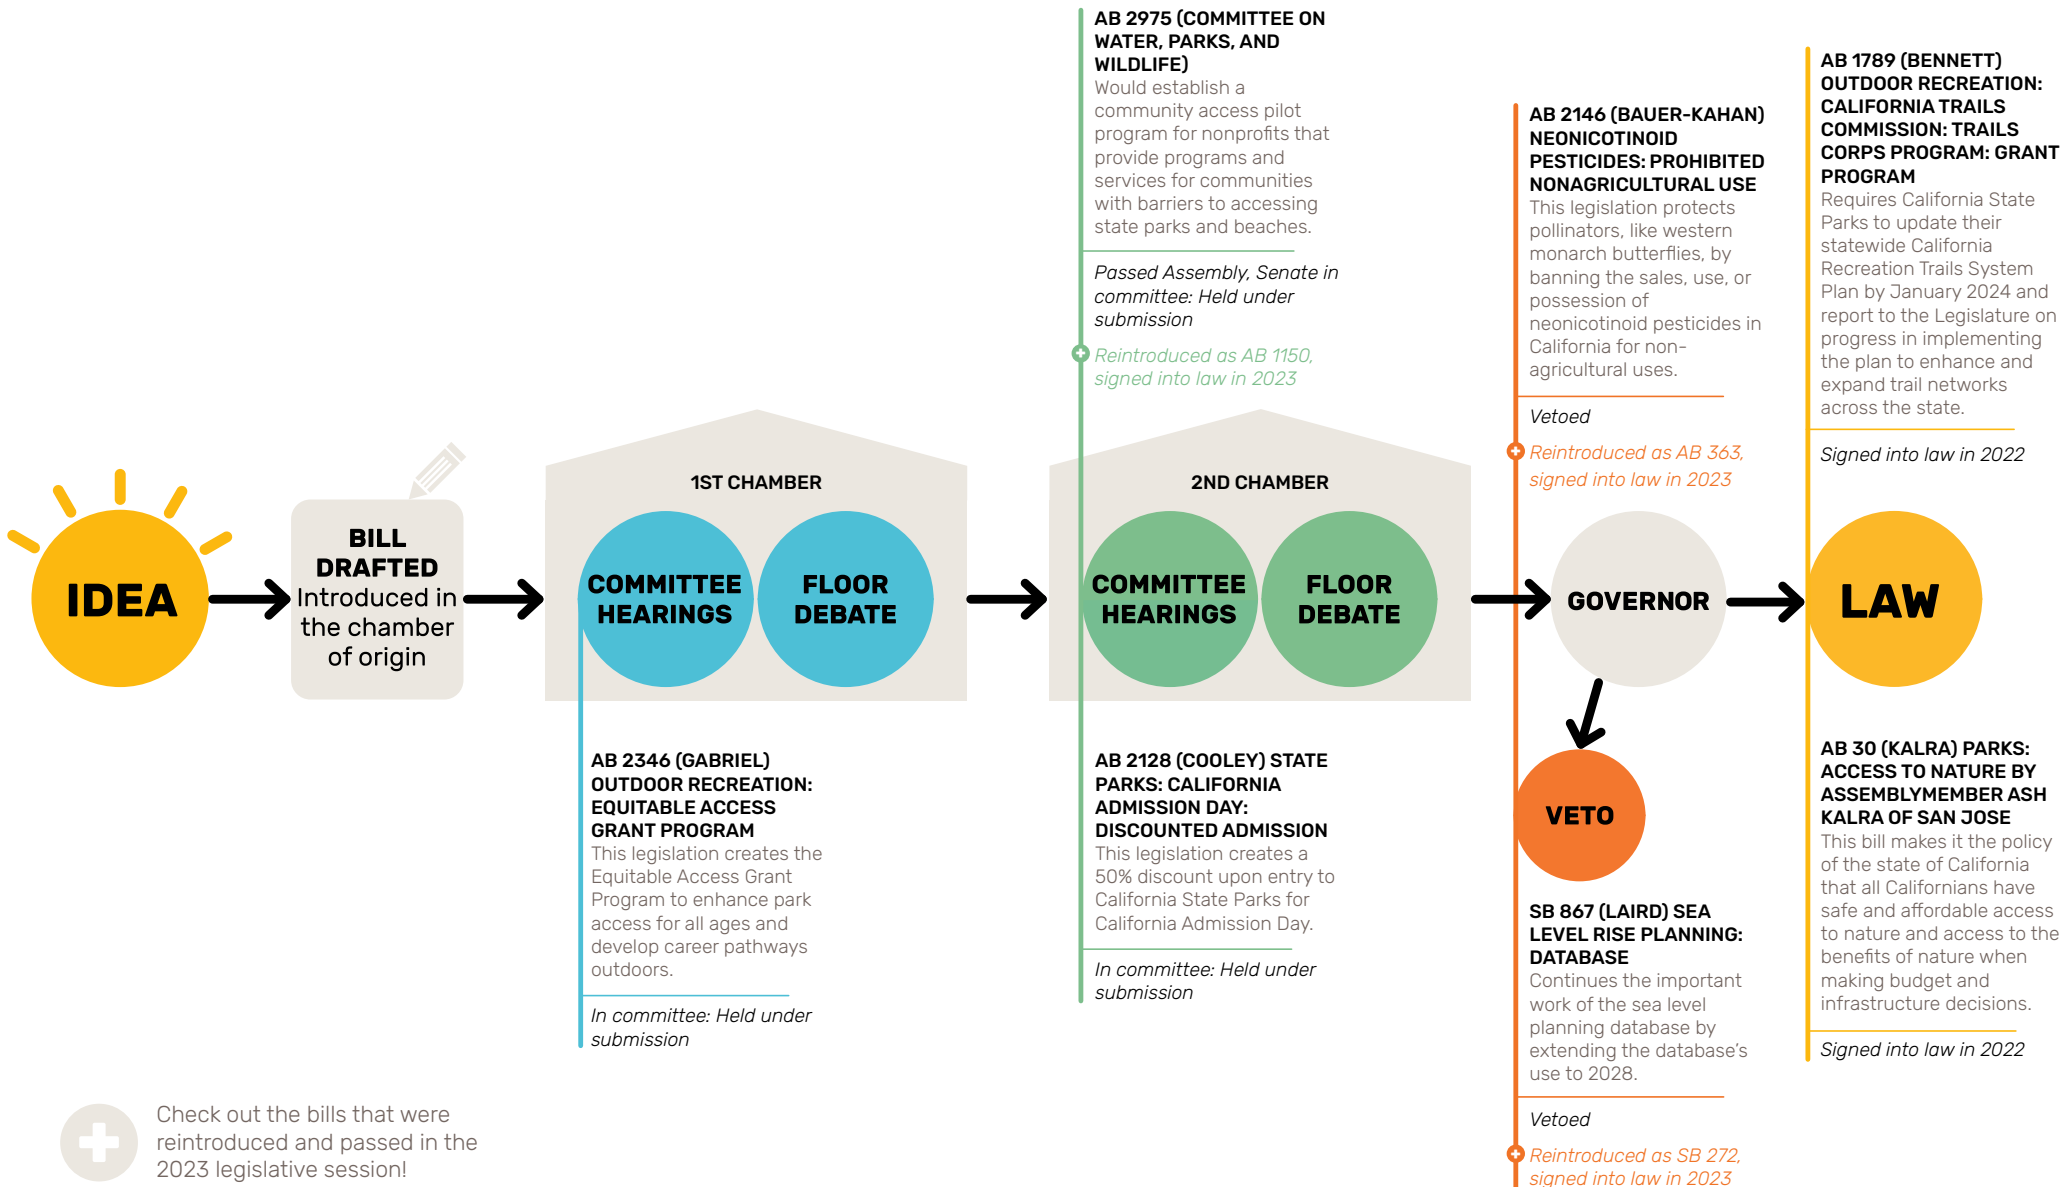 IDEA
BILL
DRAFTED
Introduced in
the chamber
of origin
1ST CHAMBER
COMMITTEE
HEARINGS
FLOOR
DEBATE
AB 2346 (GABRIEL)
OUTDOOR RECREATION:
EQUITABLE ACCESS
GRANT PROGRAM
This legislation creates the
Equitable Access Grant
Program to enhance park
access for all ages and
develop career pathways
outdoors.
In committee: Held under
submission
AB 2975 (COMMITTEE ON
WATER, PARKS, AND
WILDLIFE)
Would establish a
community access pilot
program for nonprofits that
provide programs and
services for communities
with barriers to accessing
state parks and beaches.
Passed Assembly, Senate in
committee: Held under
submission
Reintroduced as AB 1150,
signed into law in 2023
2ND CHAMBER
COMMITTEE
HEARINGS
FLOOR
DEBATE
AB 2128 (COOLEY) STATE
PARKS: CALIFORNIA
ADMISSION DAY:
DISCOUNTED ADMISSION
This legislation creates a
50% discount upon entry to
California State Parks for
California Admission Day.
In committee: Held under
submission
AB 2146 (BAUER-KAHAN)
NEONICOTINOID
PESTICIDES: PROHIBITED
NONAGRICULTURAL USE
This legislation protects
pollinators, like western
monarch butterflies, by
banning the sales, use, or
possession of
neonicotinoid pesticides in
California for non-
agricultural uses.
Vetoed
Reintroduced as AB 363,
signed into law in 2023
GOVERNOR
VETO
SB 867 (LAIRD) SEA
LEVEL RISE PLANNING:
DATABASE
Continues the important
work of the sea level
planning database by
extending the database's
use to 2028.
Vetoed
Reintroduced as SB 272,
signed into law in 2023
AB 1789 (BENNETT)
OUTDOOR RECREATION:
CALIFORNIA TRAILS
COMMISSION: TRAILS
CORPS PROGRAM: GRANT
PROGRAM
Requires California State
Parks to update their
statewide California
Recreation Trails System
Plan by January 2024 and
report to the Legislature on
progress in implementing
the plan to enhance and
expand trail networks
across the state.
Signed into law in 2022
LAW
AB 30 (KALRA) PARKS:
ACCESS TO NATURE BY
ASSEMBLYMEMBER ASH
KALRA OF SAN JOSE
This bill makes it the policy
of the state of California
that all Californians have
safe and affordable access
to nature and access to the
benefits of nature when
making budget and
infrastructure decisions.
Signed into law in 2022
Check out the bills that were
reintroduced and passed in the
2023 legislative session!